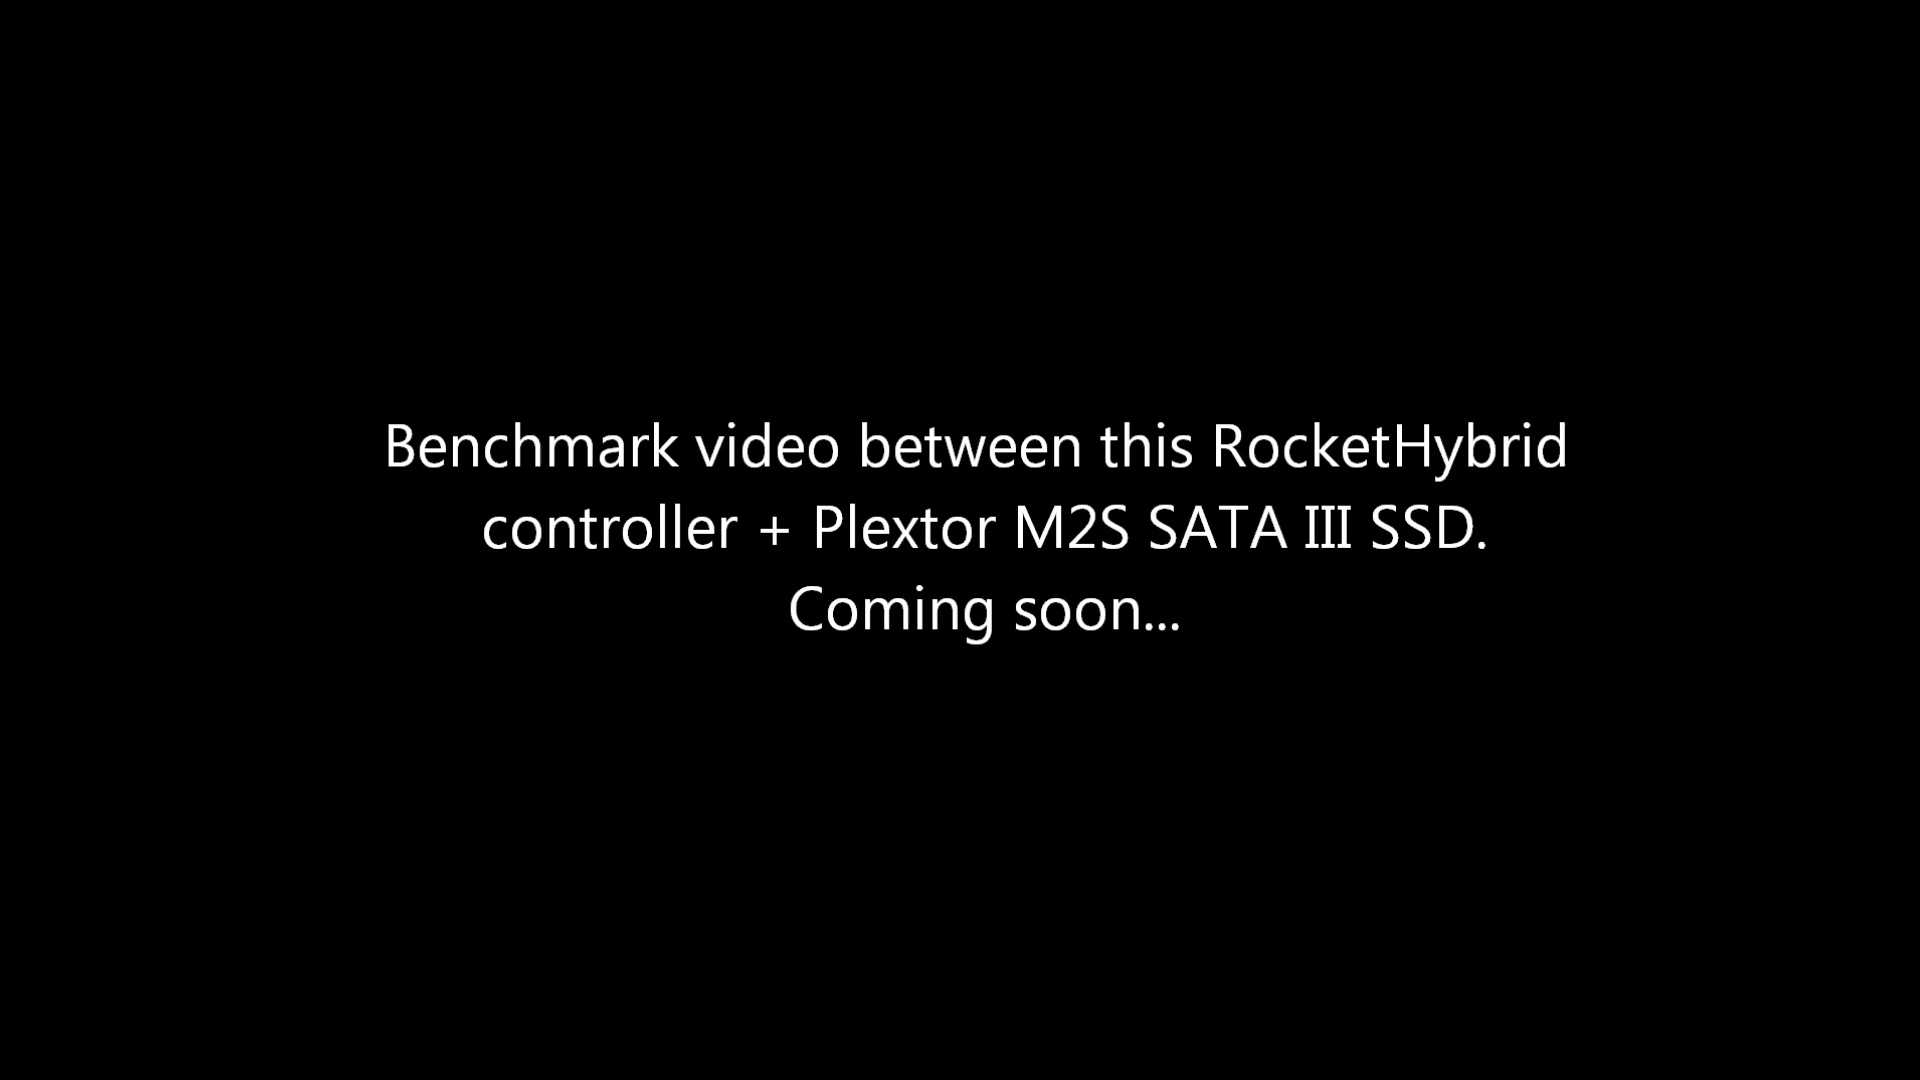 Benchmark video between this RocketHybrid
controller + Plextor M2S SATA III SSD.
Coming soon...